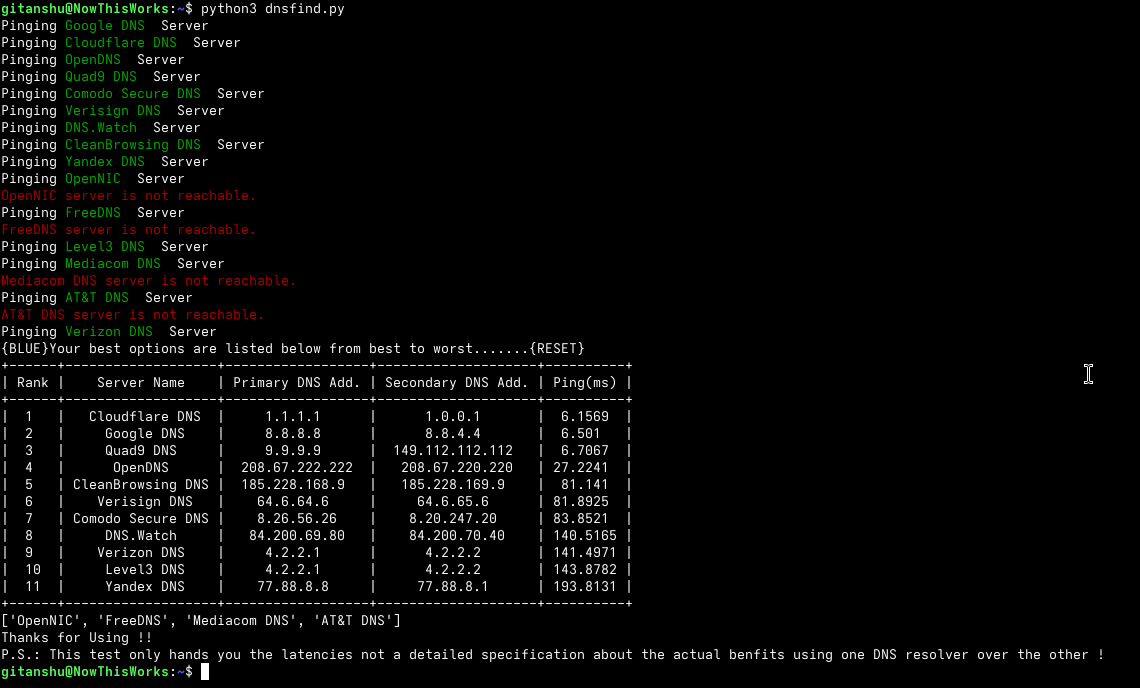 gitanshu@NowThisWorks:~$ python3 dnsfind.py
Pinging Google DNS  Server
Pinging Cloudflare DNS  Server
Pinging OpenDNS  Server
Pinging Quad9 DNS  Server
Pinging Comodo Secure DNS  Server
Pinging Verisign DNS  Server
Pinging DNS.Watch  Server
Pinging CleanBrowsing DNS  Server
Pinging Yandex DNS  Server
Pinging OpenNIC  Server
OpenNIC server is not reachable.
Pinging FreeDNS  Server
FreeDNS server is not reachable.
Pinging Level3 DNS  Server
Pinging Mediacom DNS  Server
Mediacom DNS server is not reachable.
Pinging AT&T DNS  Server
AT&T DNS server is not reachable.
Pinging Verizon DNS  Server
{BLUE}Your best options are listed below from best to worst.......{RESET}
+------+-------------------+------------------+--------------------+----------+
| Rank |    Server Name    | Primary DNS Add. | Secondary DNS Add. | Ping(ms) |
+------+-------------------+------------------+--------------------+----------+
|  1   |   Cloudflare DNS  |     1.1.1.1      |      1.0.0.1       |  6.1569  |
|  2   |     Google DNS    |     8.8.8.8      |      8.8.4.4       |  6.501   |
|  3   |     Quad9 DNS     |     9.9.9.9      |  149.112.112.112   |  6.7067  |
|  4   |      OpenDNS      |  208.67.222.222  |   208.67.220.220   | 27.2241  |
|  5   | CleanBrowsing DNS |  185.228.168.9   |   185.228.169.9    |  81.141  |
|  6   |    Verisign DNS   |    64.6.64.6     |     64.6.65.6      | 81.8925  |
|  7   | Comodo Secure DNS |    8.26.56.26    |    8.20.247.20     | 83.8521  |
|  8   |     DNS.Watch     |   84.200.69.80   |    84.200.70.40    | 140.5165 |
|  9   |    Verizon DNS    |     4.2.2.1      |      4.2.2.2       | 141.4971 |
|  10  |     Level3 DNS    |     4.2.2.1      |      4.2.2.2       | 143.8782 |
|  11  |     Yandex DNS    |    77.88.8.8     |     77.88.8.1      | 193.8131 |
+------+-------------------+------------------+--------------------+----------+
['OpenNIC', 'FreeDNS', 'Mediacom DNS', 'AT&T DNS']
Thanks for Using !!
P.S.: This test only hands you the latencies not a detailed specification about the actual benfits using one DNS resolver over the other !
gitanshu@NowThisWorks:~$